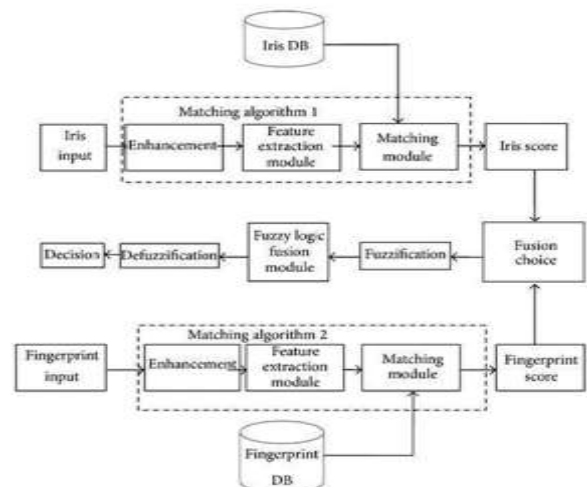 Iris DB
Matching algorithm 1
Iris
input
Enhancement
Feature
extraction
module
Matching
module
Iris score
Decision
Defuzzification
Fuzzy logic
fusion
module
Fuzzification
Fusion
choice
Matching algorithm 2
Fingerprint
input
Enhancement
Feature
extraction
module
Matching
module
Fingerprint
score
Fingerprint
DB